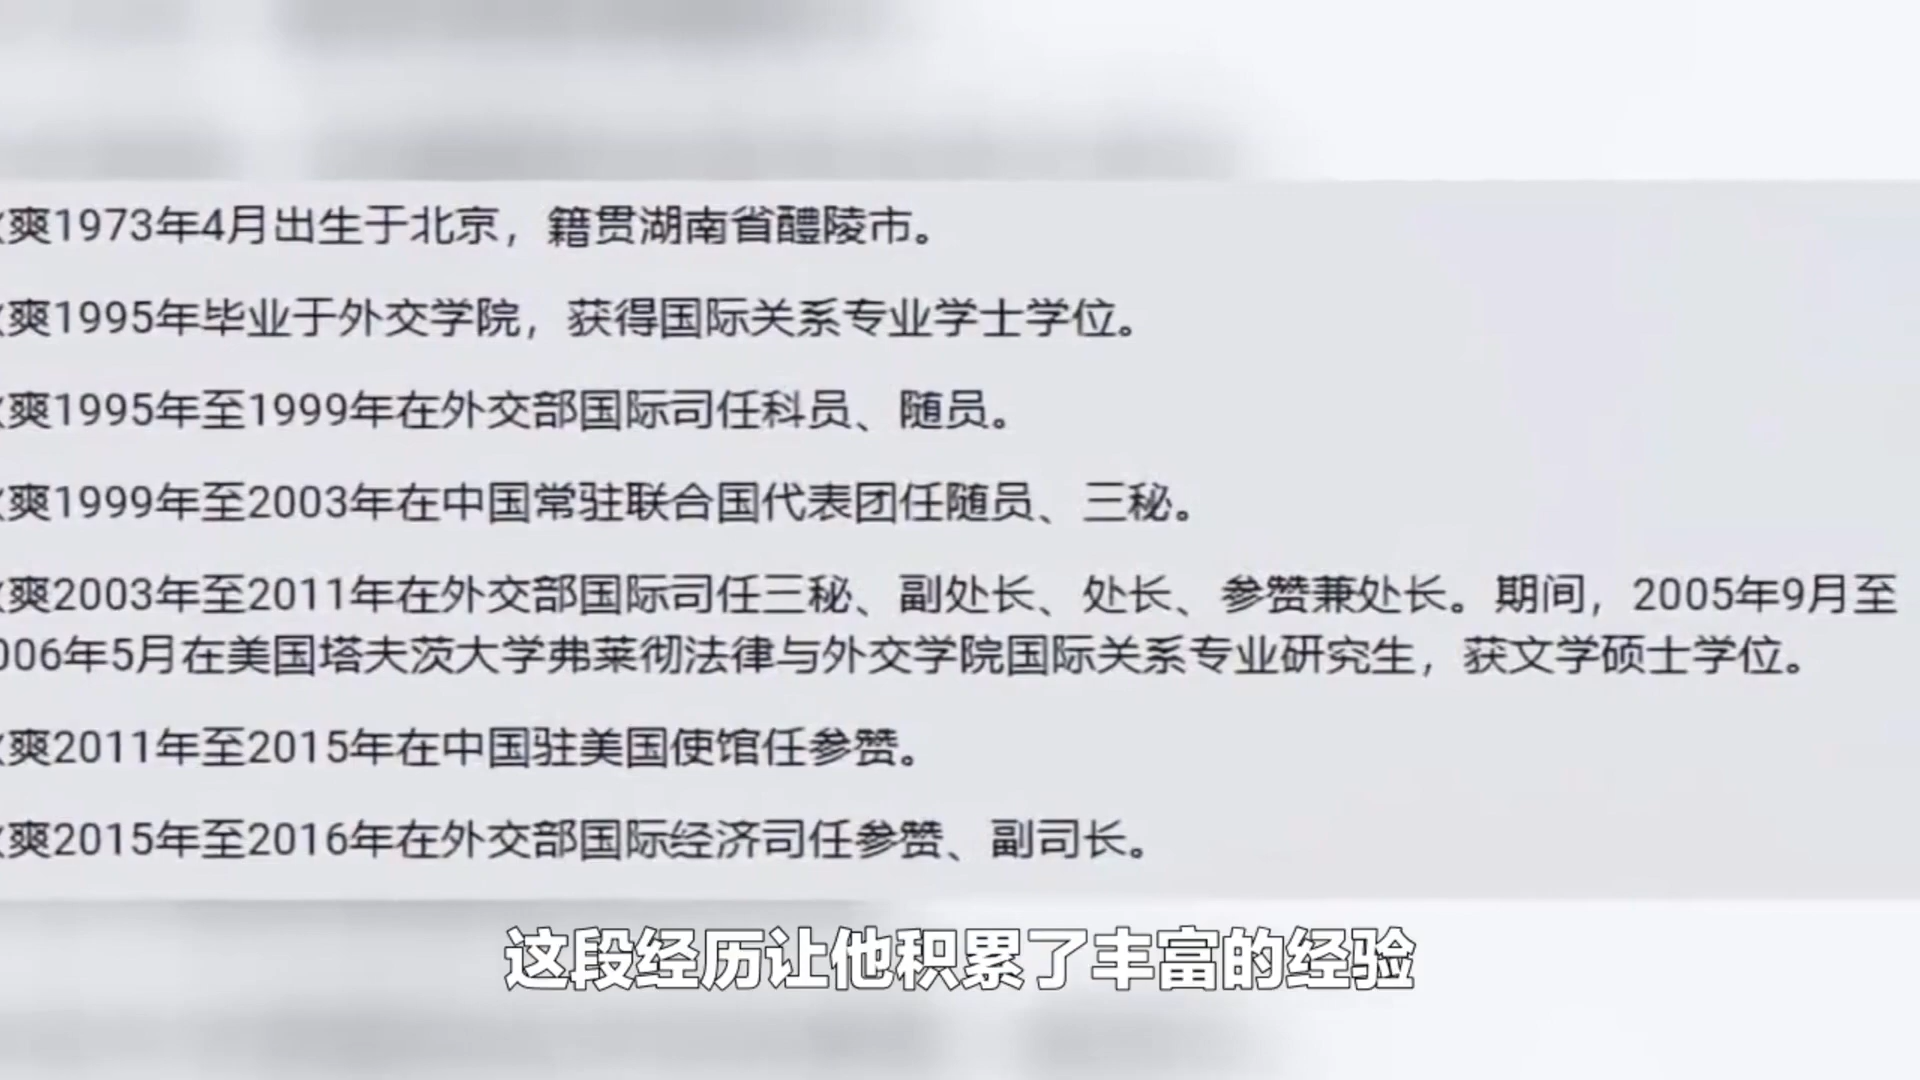 爽1973年4月出生于北京，籍贯湖南省醴陵市。
爽1995年毕业于外交学院，获得国际关系专业学士学位。
爽1995年至1999年在外交部国际司任科员、随员。
爽1999年至2003年在中国常驻联合国代表团任随员、三秘。
爽2003年至2011年在外交部国际司任三秘、副处长、处长、参赞兼处长。期间，2005年9月至
006年5月在美国塔夫茨大学弗莱彻法律与外交学院国际关系专业研究生，获文学硕士学位。
爽2011年至2015年在中国驻美国使馆任参赞。
爽2015年至2016年在外交部国际经济司任参赞、副司长。
这段经历让他积累了丰富的经验